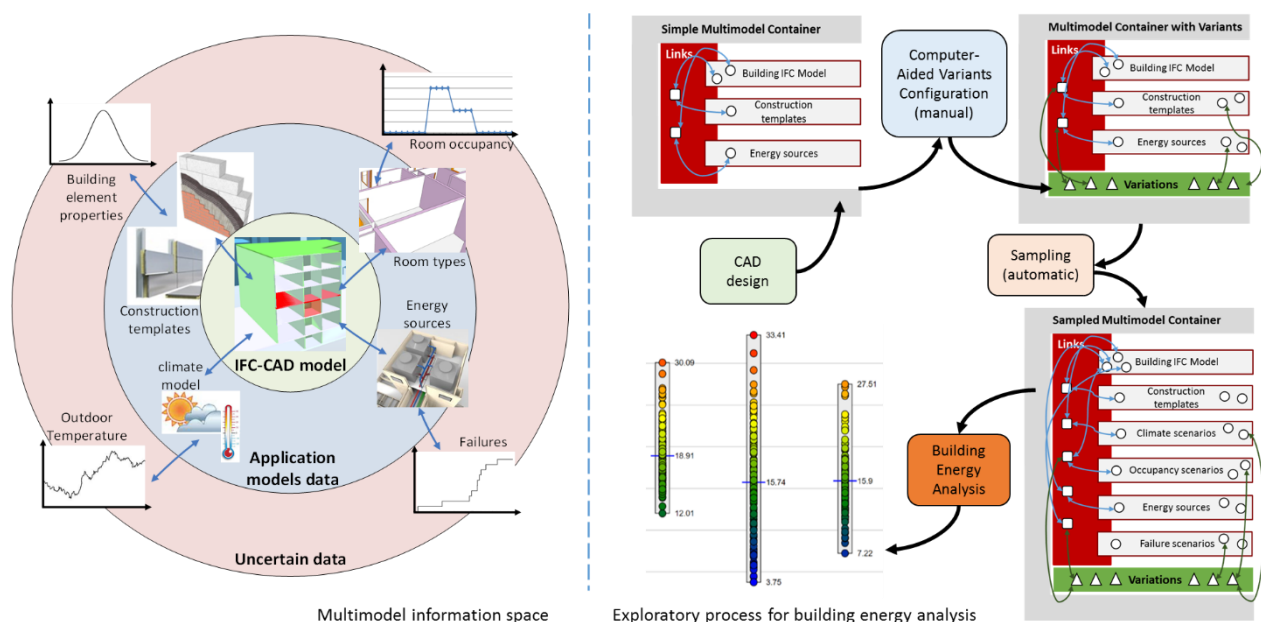 Room occupancy
Building
element
properties
Room types
Construction
templates
Energy
sources
IFC-CAD model
climate
model
Outdoor
Temperature
Failures
Application
models data
Uncertain data
Multimodel information space
Simple Multimodel Container
Links
Building IFC Model
Construction
templates
Energy sources
Computer-
Aided Variants
Configuration
(manual)
Multimodel Container with Variants
Links
Building IFC Model
Construction
templates
Energy sources
Variations
CAD
design
Sampling
(automatic)
33.41
30.09
27.51
18.91
15.74
15.9
12.01
7.22
3.75
Building
Energy
Analysis
Sampled Multimodel Container
Links
Building IFC Model
Construction
templates
Climate scenarios
Occupancy scenarios
Energy sources
Failure scenarios
Variations
Exploratory process for building energy analysis